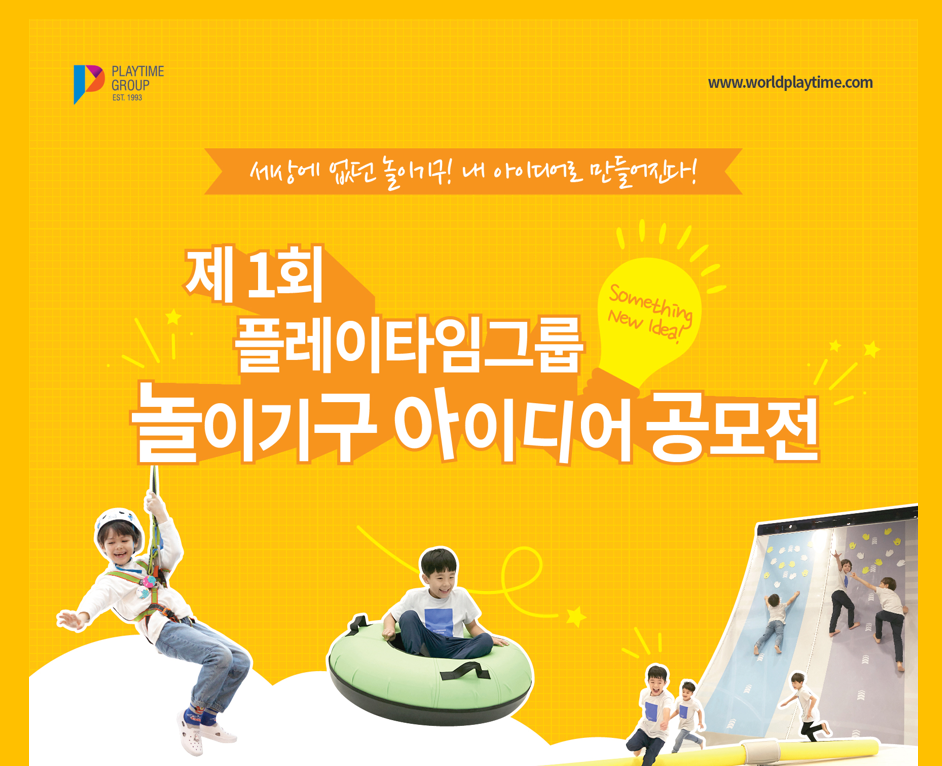 PLAYTIME
GROUP
EST. 1993
www.worldplaytime.com
세상에 없던 놀이기구! 내 아이디어로 만들어진다!
제 1회
플레이타임그룹
Something
New Idea!
놀이기구 아이디어 공모전